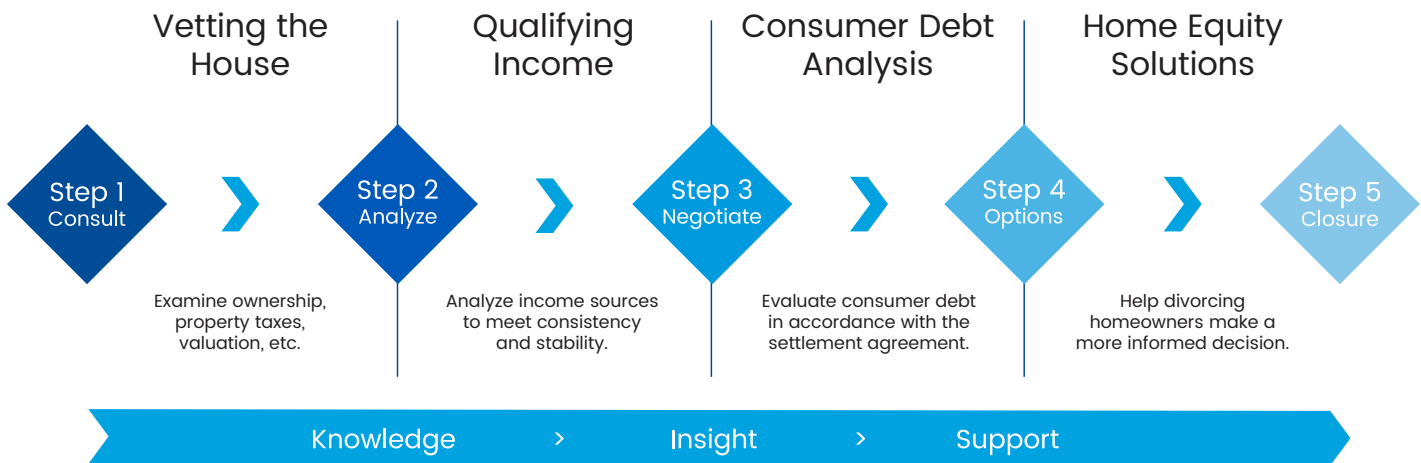 Vetting the
House
Qualifying
Income
Consumer Debt
Analysis
Home Equity
Solutions
Step 1
Consult
Step 2
Analyze
Step 3
Negotiate
Step 4
Options
Step 5
Closure
Examine ownership,
property taxes,
valuation, etc.
Analyze income sources
to meet consistency
and stability.
Evaluate consumer debt
in accordance with the
settlement agreement.
Help divorcing
homeowners make a
more informed decision.
Knowledge > Insight > Support